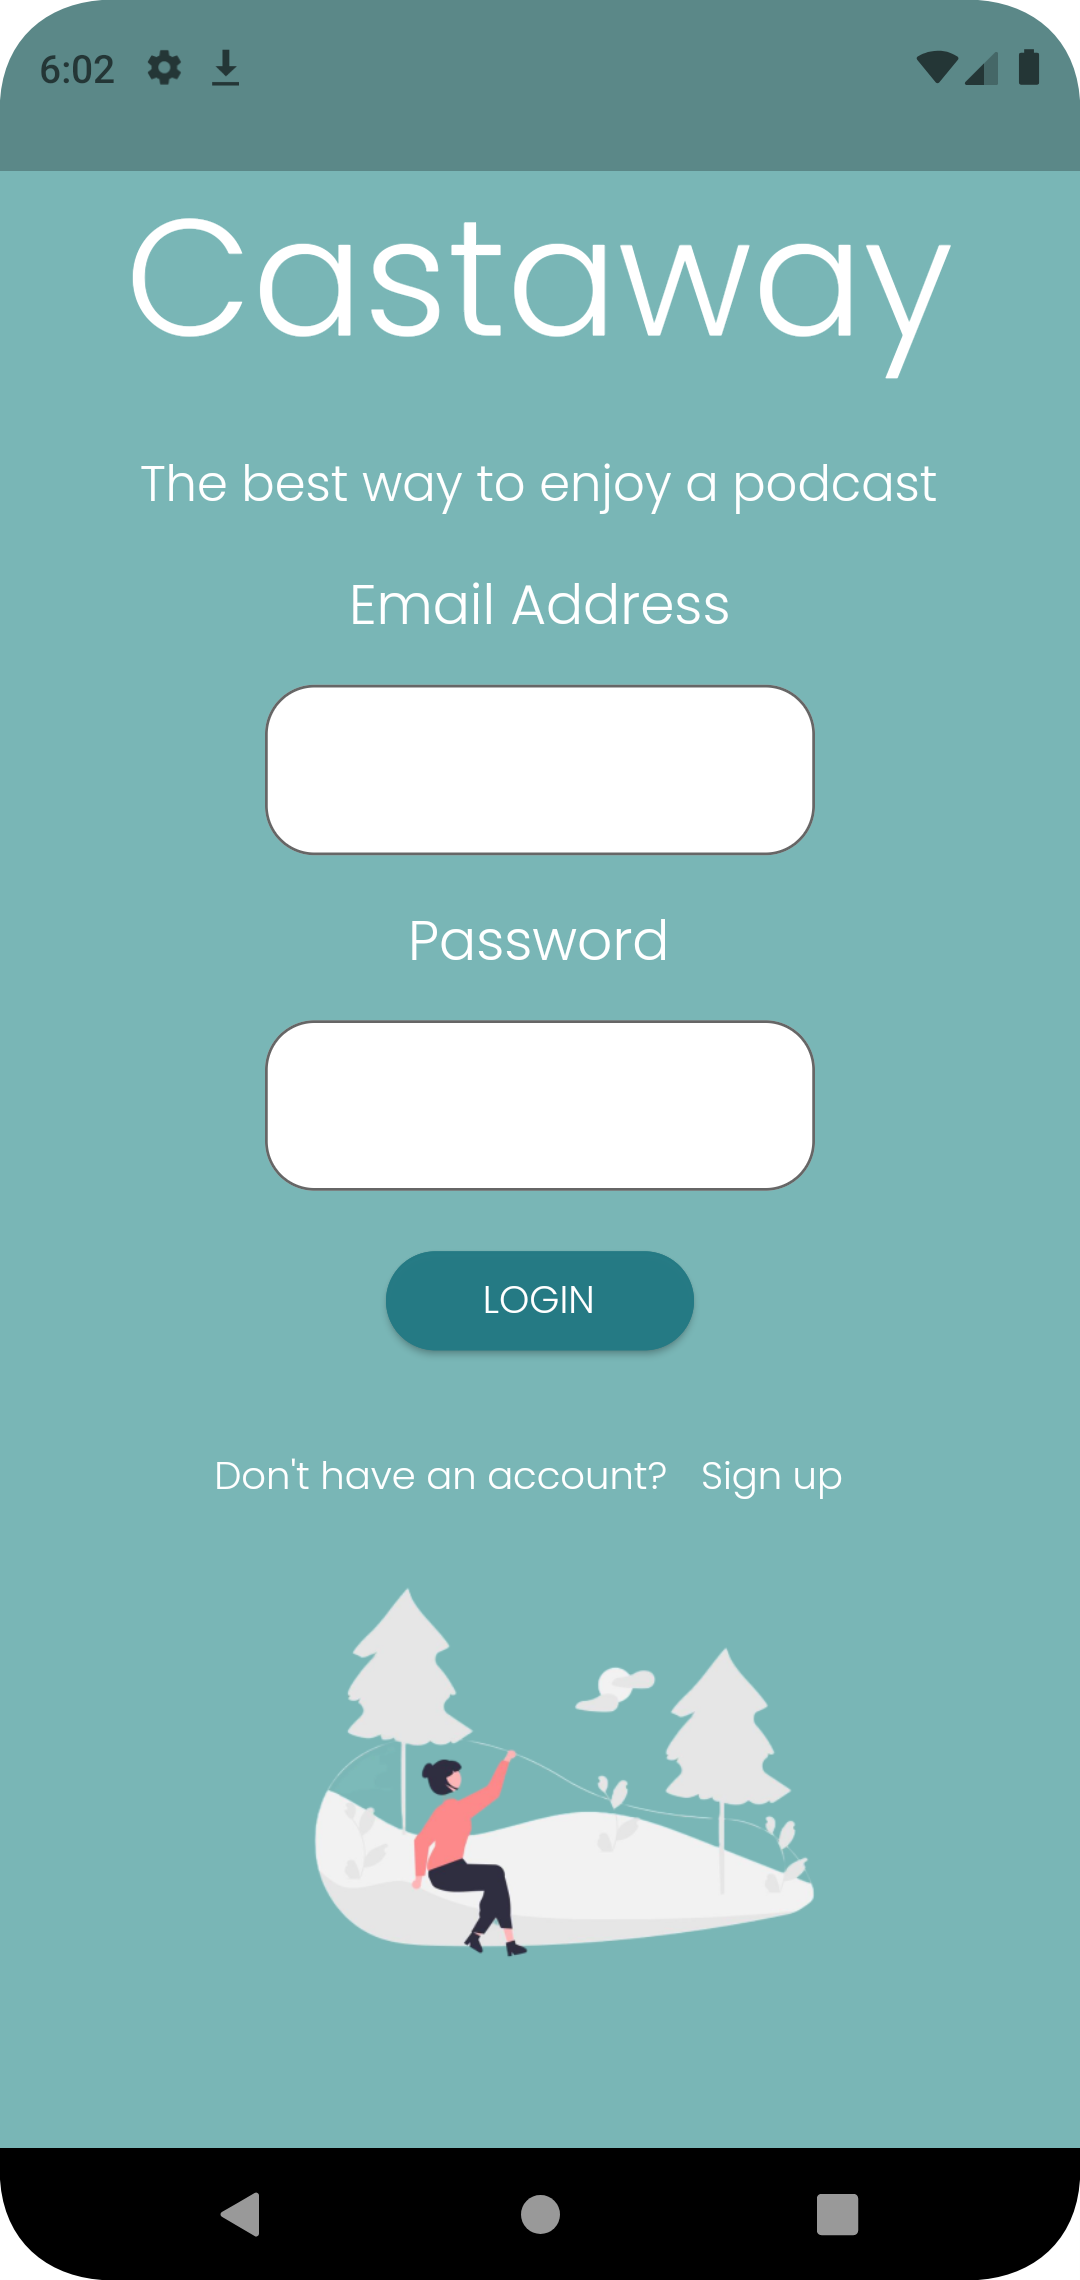 6:02
Castaway
The best way to enjoy a podcast
Email Address
Password
LOGIN
Don't have an account? Sign up